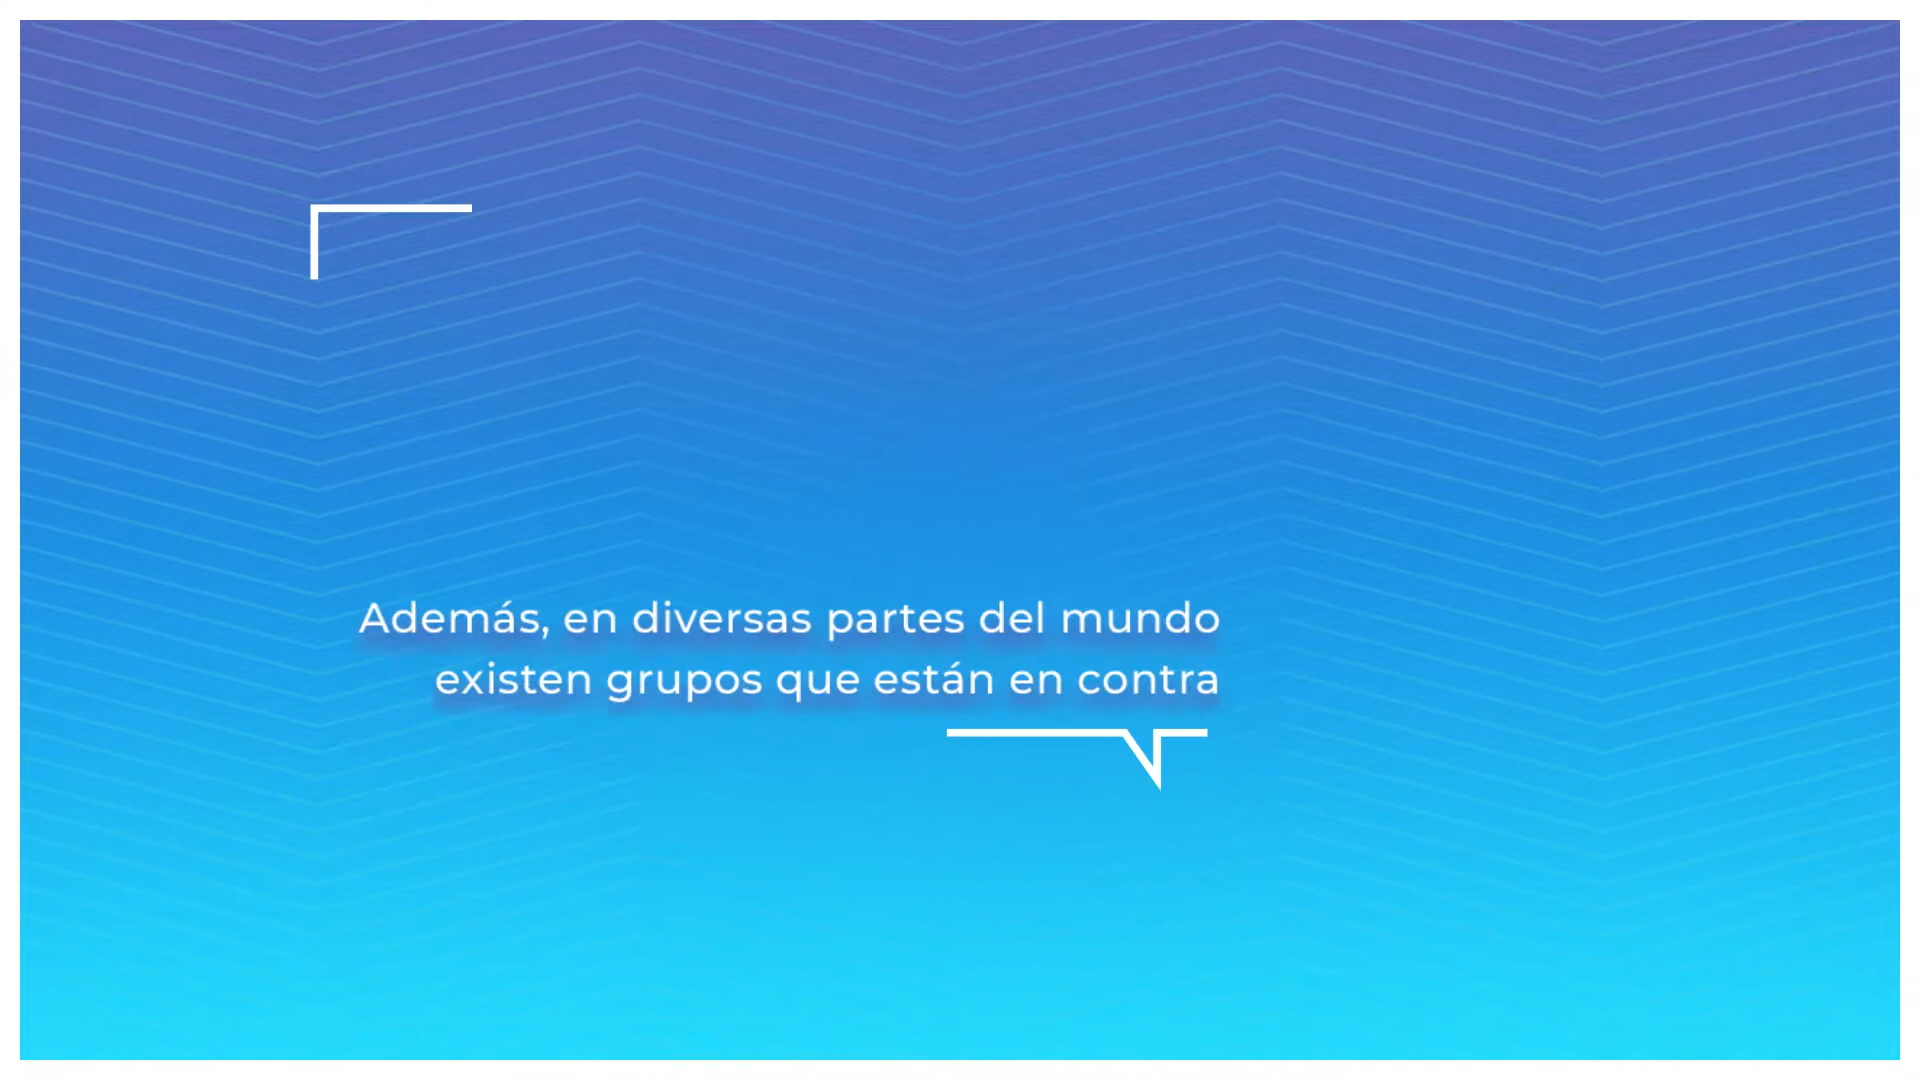 Además, en diversas partes del mundo
existen grupos que están en contra